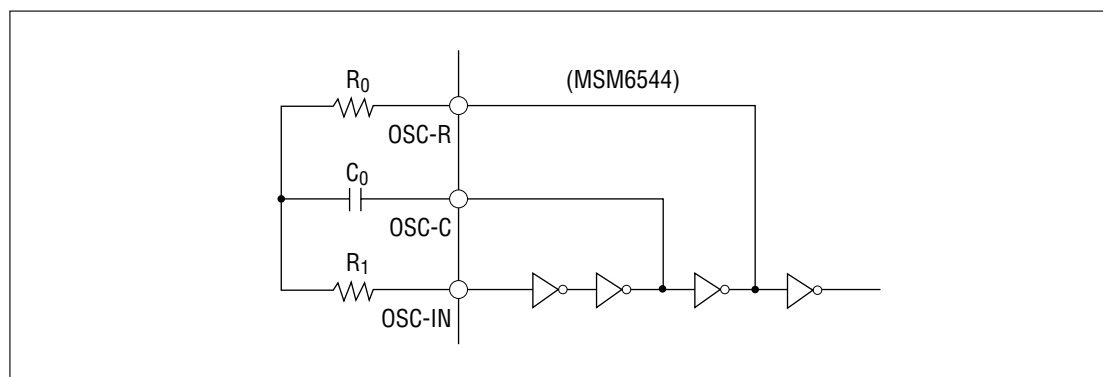 R0
(MSM6544)
OSC-R
C0
OSC-C
R1
OSC-IN